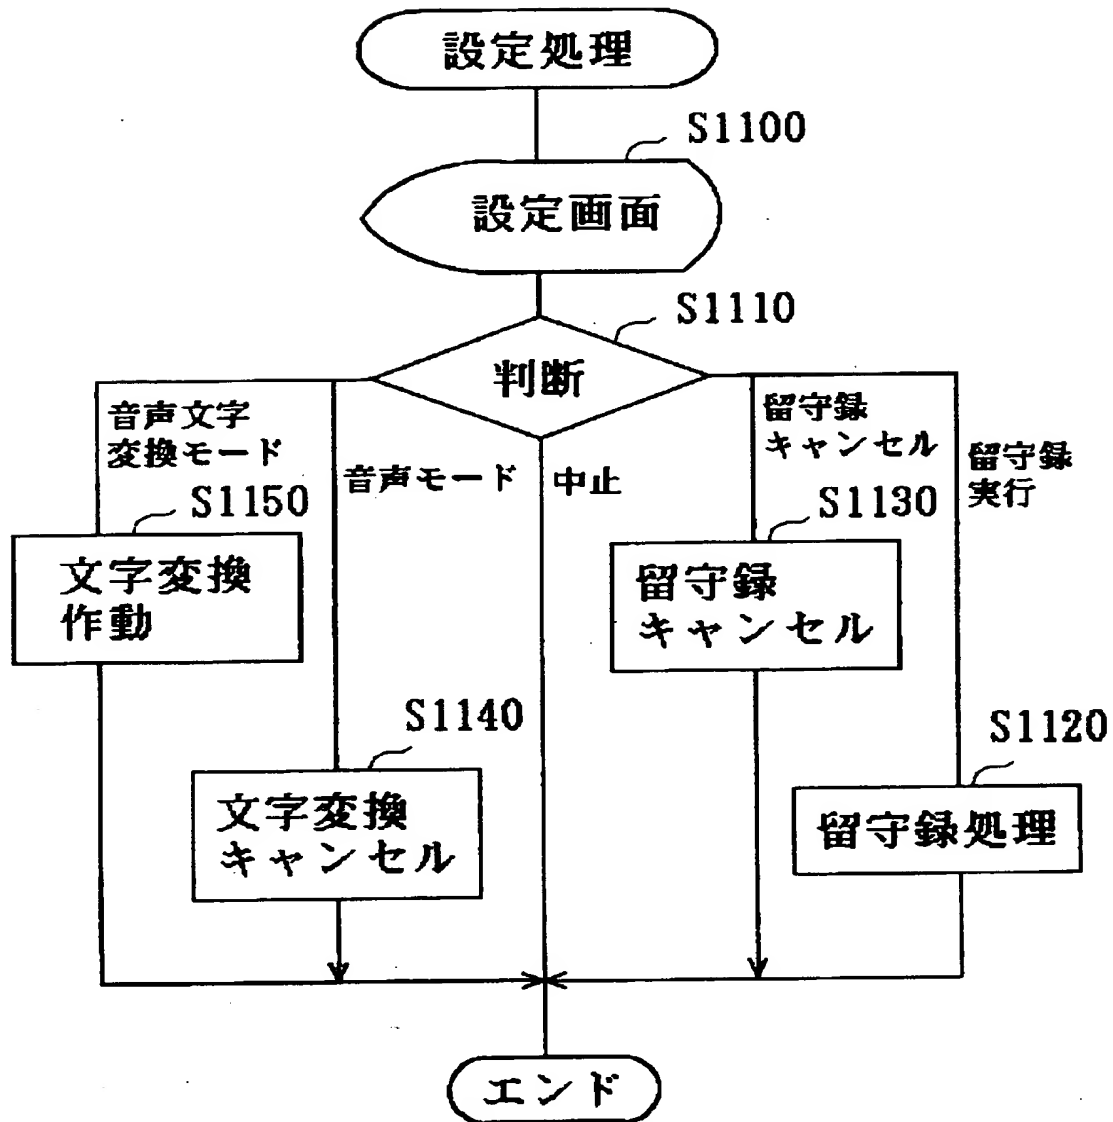 設定処理
S1100
設定画面
S1110
判断
音声文字
変換モード
音声モード
中止
留守録
キャンセル
留守録
実行
S1150
文字変換
作動
S1130
留守録
キャンセル
S1140
文字変換
キャンセル
S1120
留守録処理
エンド